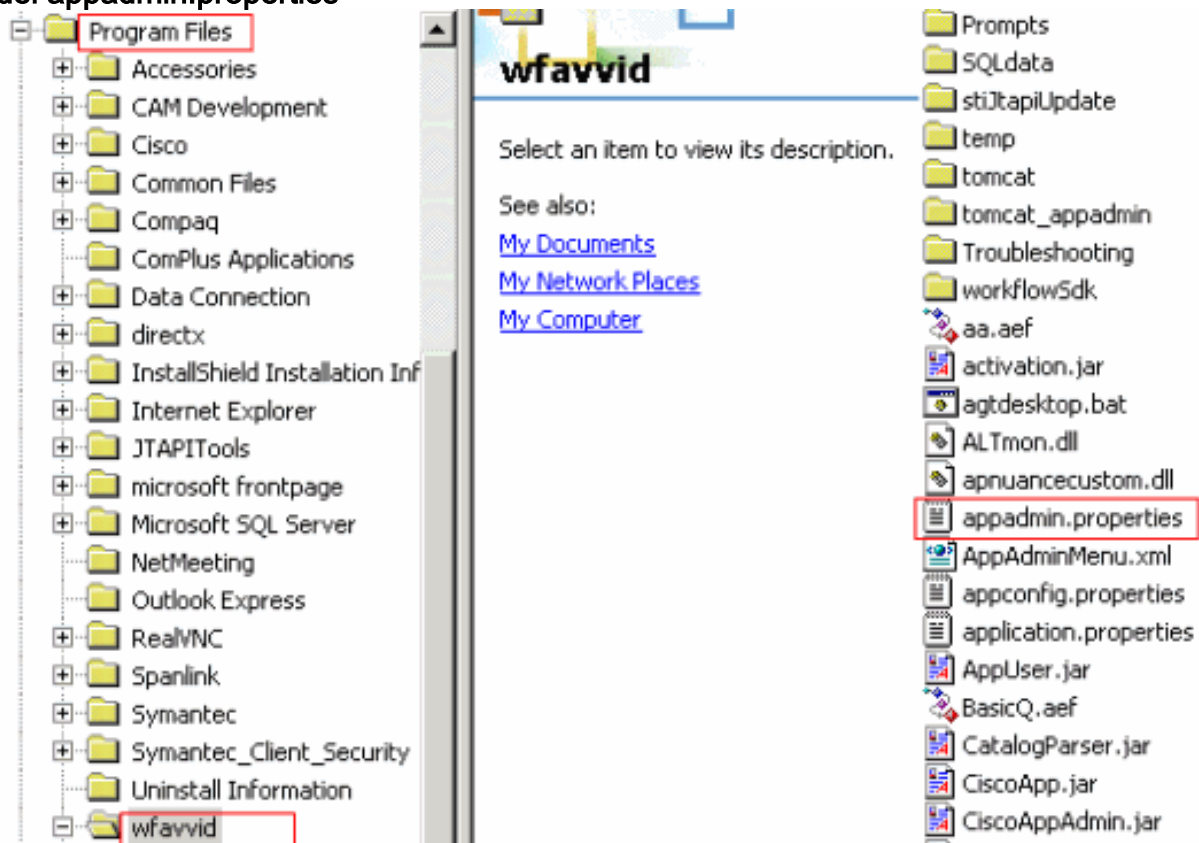 appadmin.properties
Program Files
Accessories
CAM Development
Cisco
Common Files
Compaq
ComPlus Applications
Data Connection
directx
InstallShield Installation Inf
Internet Explorer
JTAPITools
microsoft frontpage
Microsoft SQL Server
NetMeeting
Outlook Express
RealVNC
Spanlink
Symantec
Symantec_Client_Security
Uninstall Information
wfavvid
wfavvid
Select an item to view its description.
See also:
My Documents
My Network Places
My Computer
Prompts
SQLdata
stiJtapiUpdate
temp
tomcat
tomcat_appadmin
Troubleshooting
workflowSdk
aa.aef
activation.jar
agtdesktop.bat
ALTmon.dll
apnuancecustom.dll
appadmin.properties
AppAdminMenu.xml
appconfig.properties
application.properties
AppUser.jar
BasicQ.aef
CatalogParser.jar
CiscoApp.jar
CiscoAppAdmin.jar